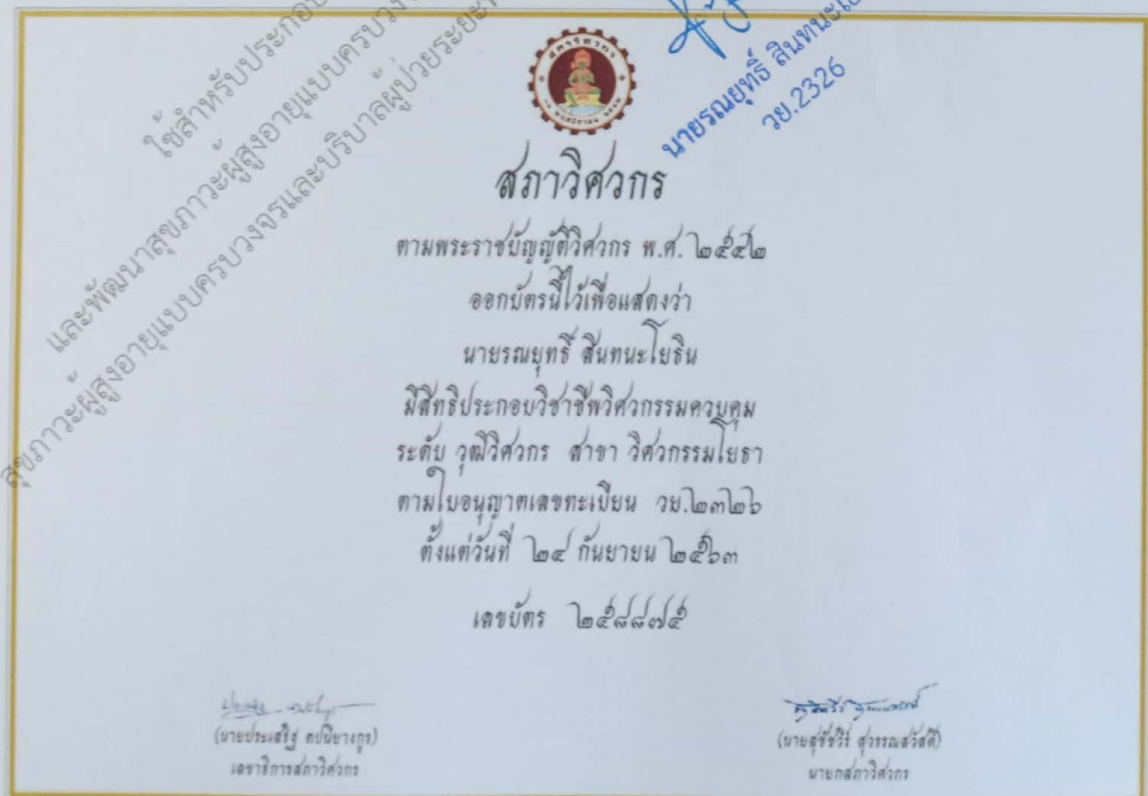 ใช้สำหรับประกอบ
และพัฒนาสุขภาวะผู้สูงอายุแบบครบวงจ
สุขภาวะผู้สูงอายุแบบครบวงจรและบริบาลผู้ป่วยระยะ
นายรณยุทธิ์ สินทนะโย
วย.2326
สภาวิศวกร
สภาวิศวกร
ตามพระราชบัญญัติวิศวกร พ.ศ. ๒๕๔๒
ออกบัตรนี้ไว้เพื่อแสดงว่า
นายรณยุทธิ์ สินทนะโยธิน
มีสิทธิประกอบวิชาชีพวิศวกรรมควบคุม
ระดับ วุฒิวิศวกร สาขา วิศวกรรมโยธา
ตามใบอนุญาตเลขทะเบียน วย.๒๓๒๖
ตั้งแต่วันที่ ๒๔ กันยายน ๒๕๖๓
เลขบัตร ๒๕๘๘๗๕
(นายประเสริฐ ตปนียางกูร)
เลขาธิการสภาวิศวกร
(นายสุชัชวีร์ สุวรรณสวัสดิ์)
นายกสภาวิศวกร